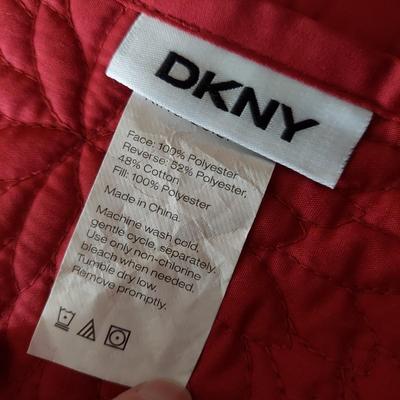 DKNY
Face: 100% Polyester
Reverse: 52% Polyester,
48% Cotton
Fill: 100% Polyester
Made in China.
Machine wash cold,
gentle cycle, separately.
Use only non-chlorine
bleach when needed.
Tumble dry low.
Remove promptly.